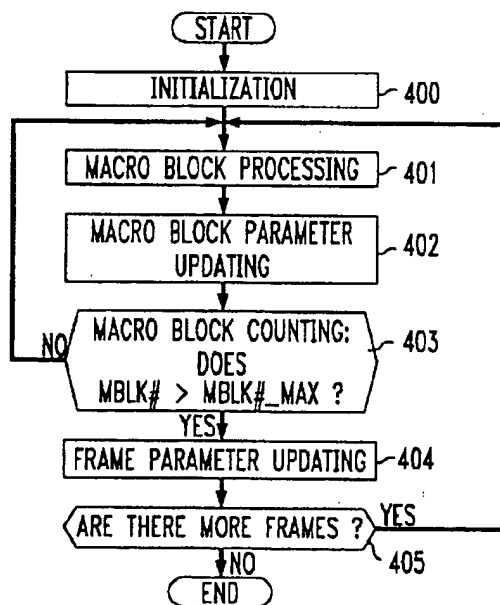 START
INITIALIZATION
400
MACRO BLOCK PROCESSING
401
MACRO BLOCK PARAMETER
UPDATING
402
MACRO BLOCK COUNTING:
DOES
MBLK# > MBLK#_MAX ?
403
NO
YES
FRAME PARAMETER UPDATING
404
ARE THERE MORE FRAMES ?
YES
405
NO
END